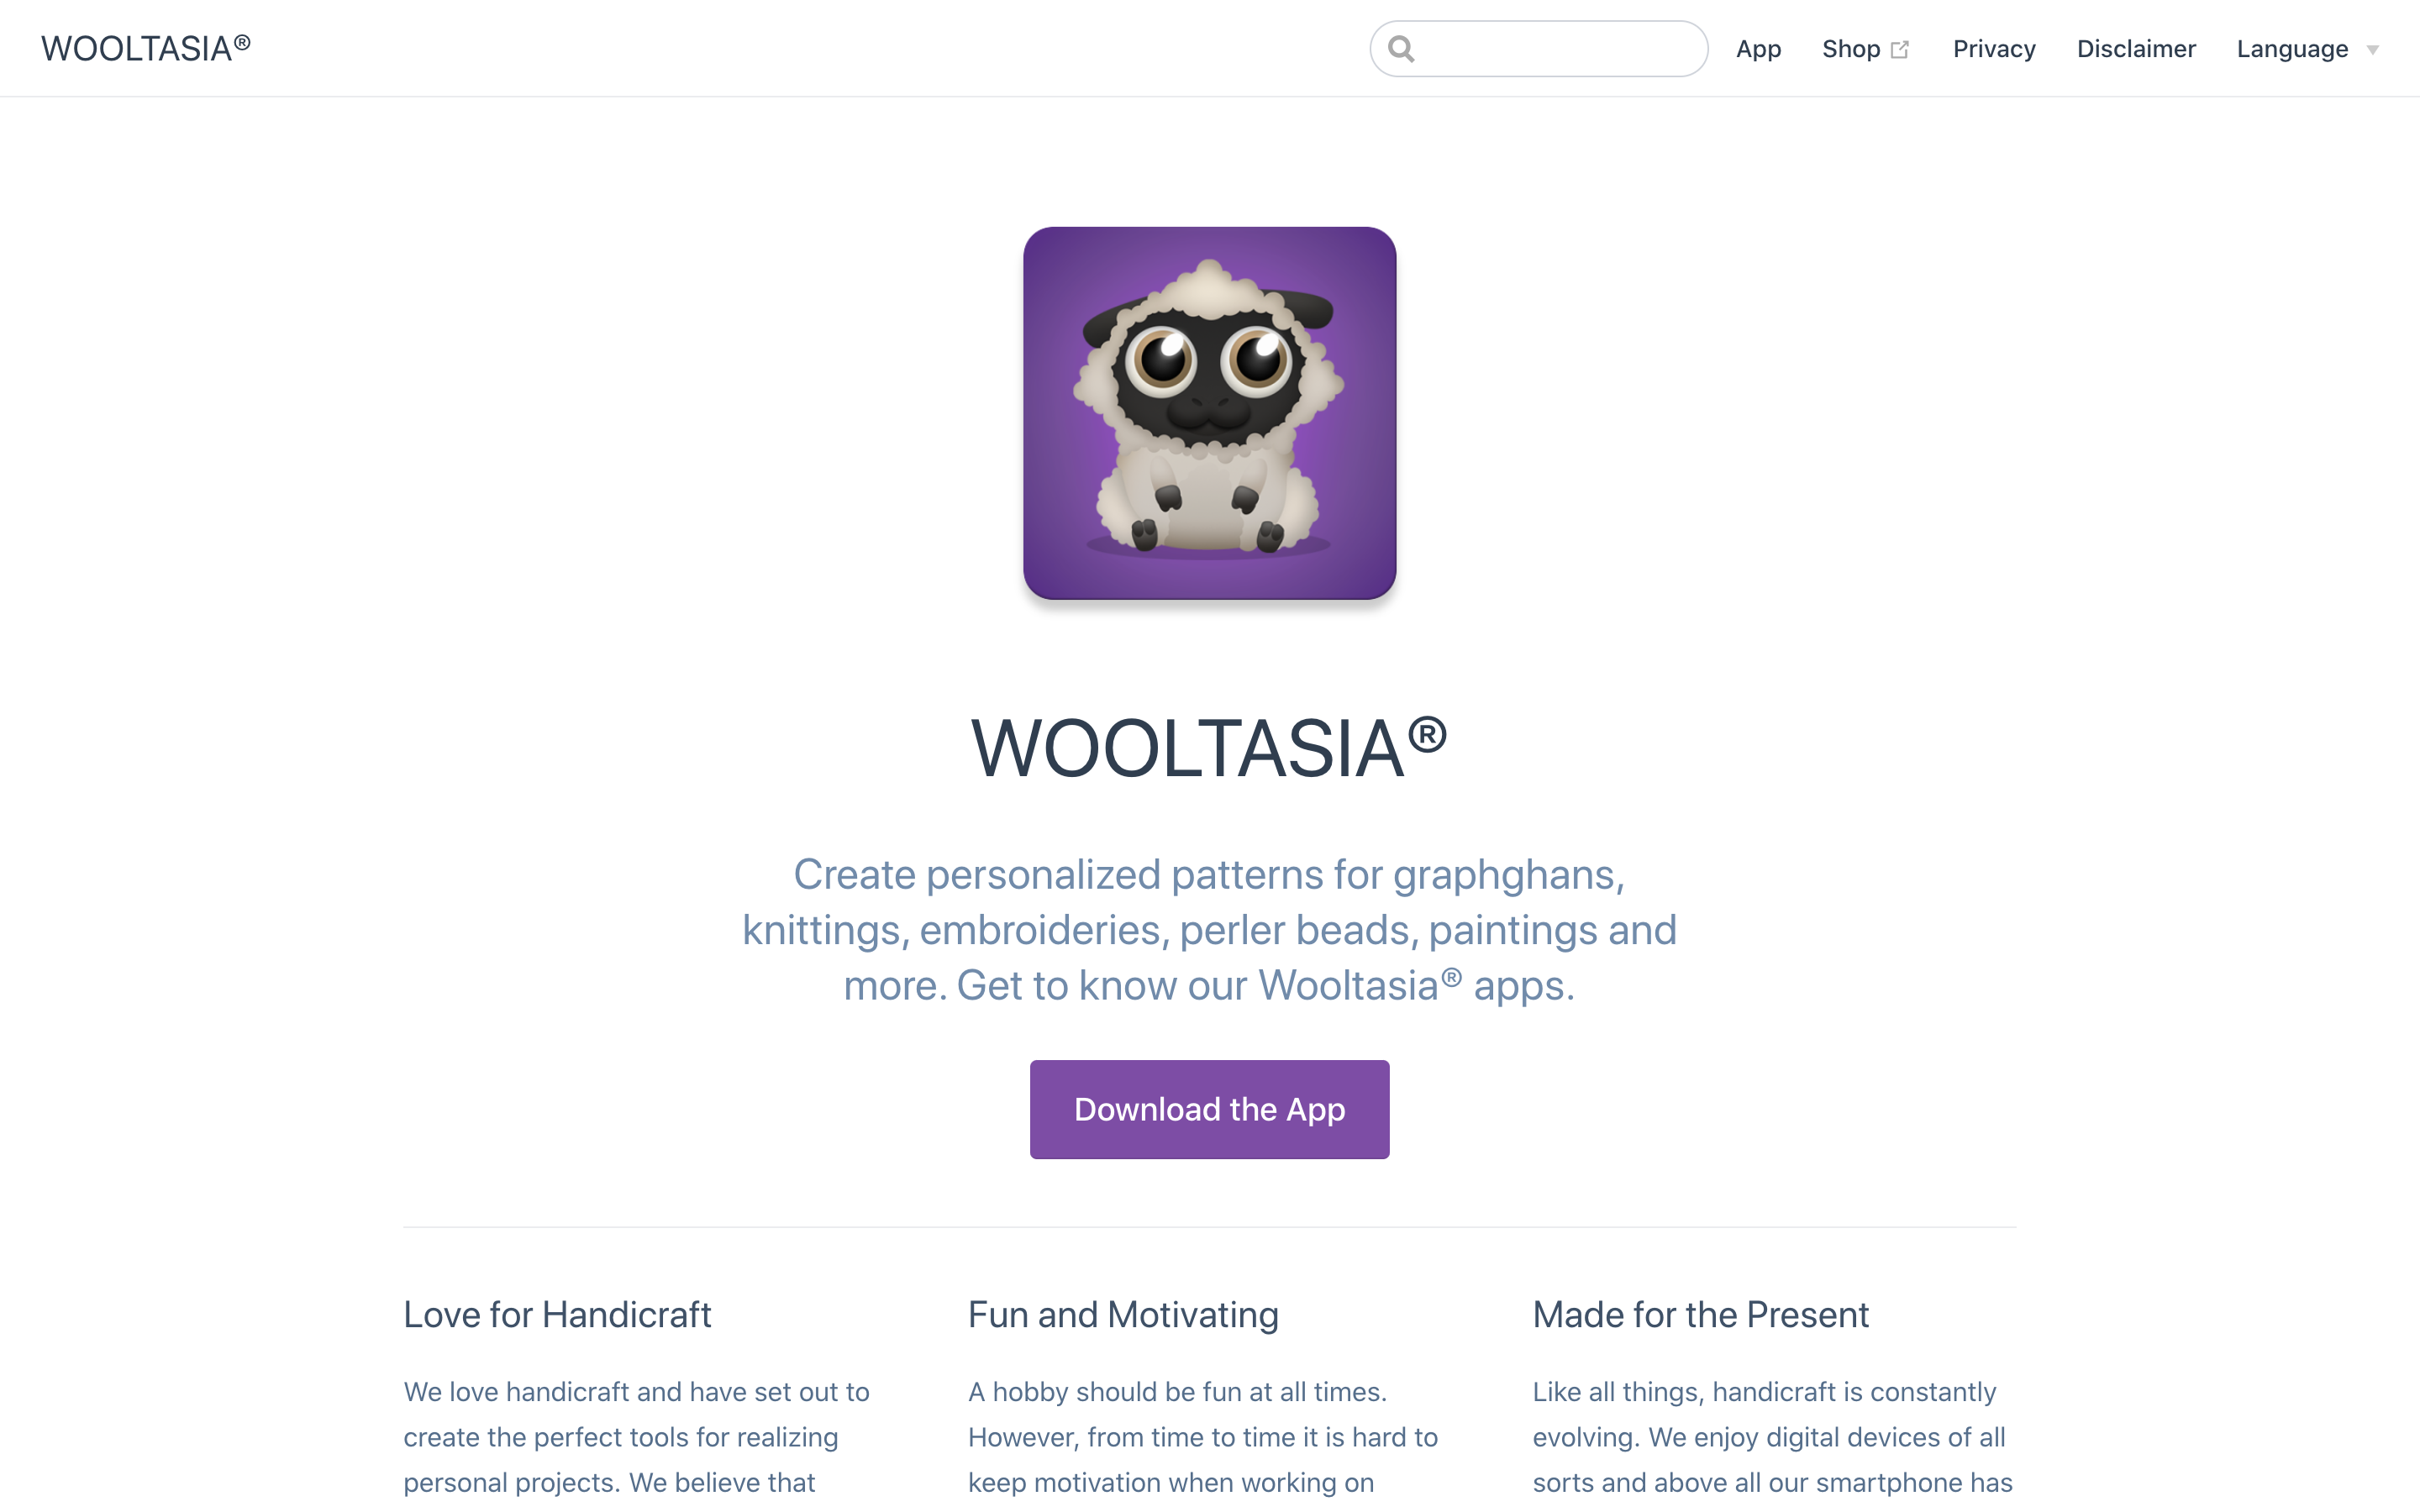 WOOLTASIA®
App
Shop
Privacy
Disclaimer
Language
WOOLTASIA®
Create personalized patterns for graphghans,
knittings, embroideries, perler beads, paintings and
more. Get to know our Wooltasia® apps.
Download the App
Love for Handicraft
We love handicraft and have set out to
create the perfect tools for realizing
personal projects. We believe that
Fun and Motivating
A hobby should be fun at all times.
However, from time to time it is hard to
keep motivation when working on
Made for the Present
Like all things, handicraft is constantly
evolving. We enjoy digital devices of all
sorts and above all our smartphone has